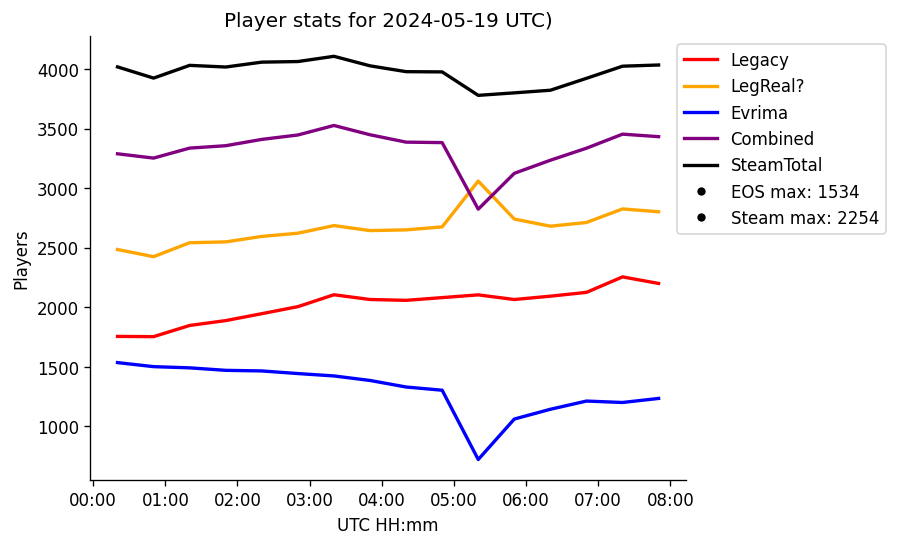 Player stats for 2024-05-19 UTC)
Legacy
LegReal?
Evrima
Combined
SteamTotal
EOS max: 1534
Steam max: 2254
Players
4000
3500
3000
2500
2000
1500
1000
00:00 01:00 02:00 03:00 04:00 05:00 06:00 07:00 08:00
UTC HH:mm